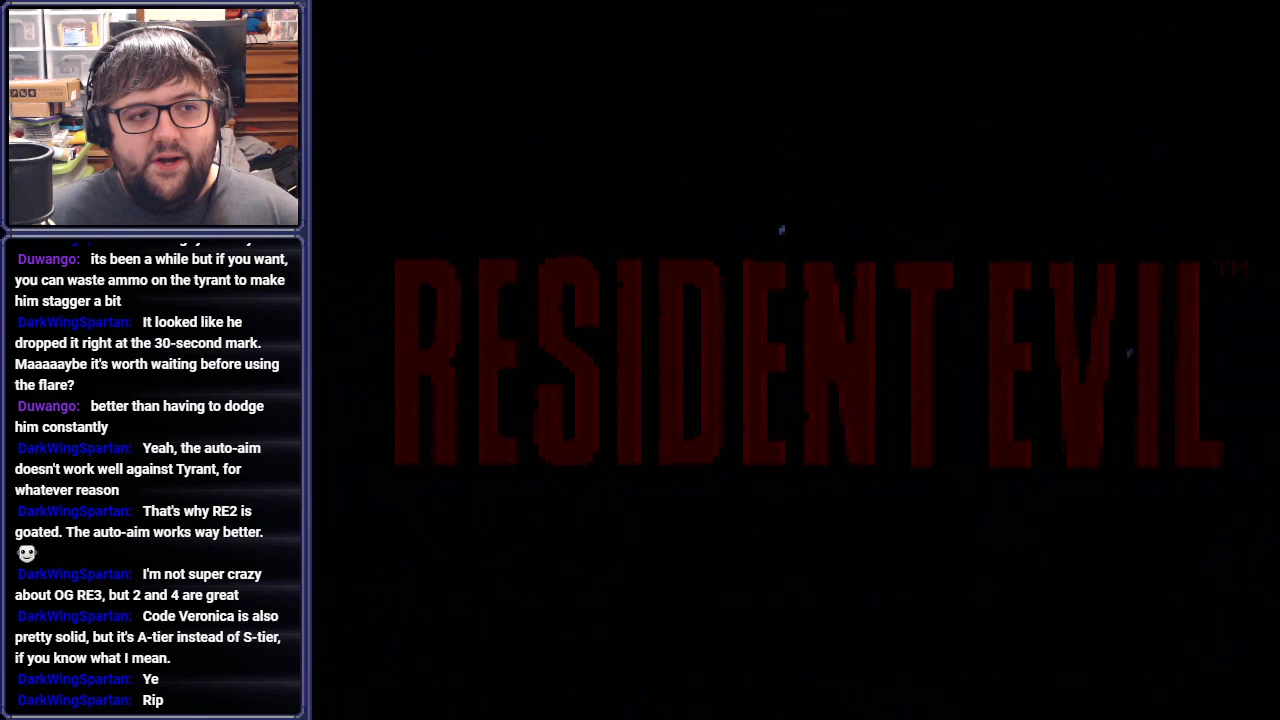 Duwango: its been a while but if you want,
you can waste ammo on the tyrant to make
him stagger a bit
DarkWingSpartan: It looked like he
dropped it right at the 30-second mark.
Maaaaaybe it's worth waiting before using
the flare?
Duwango: better than having to dodge
him constantly
DarkWingSpartan: Yeah, the auto-aim
doesn't work well against Tyrant, for
whatever reason
DarkWingSpartan: That's why RE2 is
goated. The auto-aim works way better.
DarkWingSpartan: I'm not super crazy
about OG RE3, but 2 and 4 are great
DarkWingSpartan: Code Veronica is also
pretty solid, but it's A-tier instead of S-tier,
if you know what I mean.
DarkWingSpartan: Ye
DarkWingSpartan: Rip
RESIDENT EVIL™